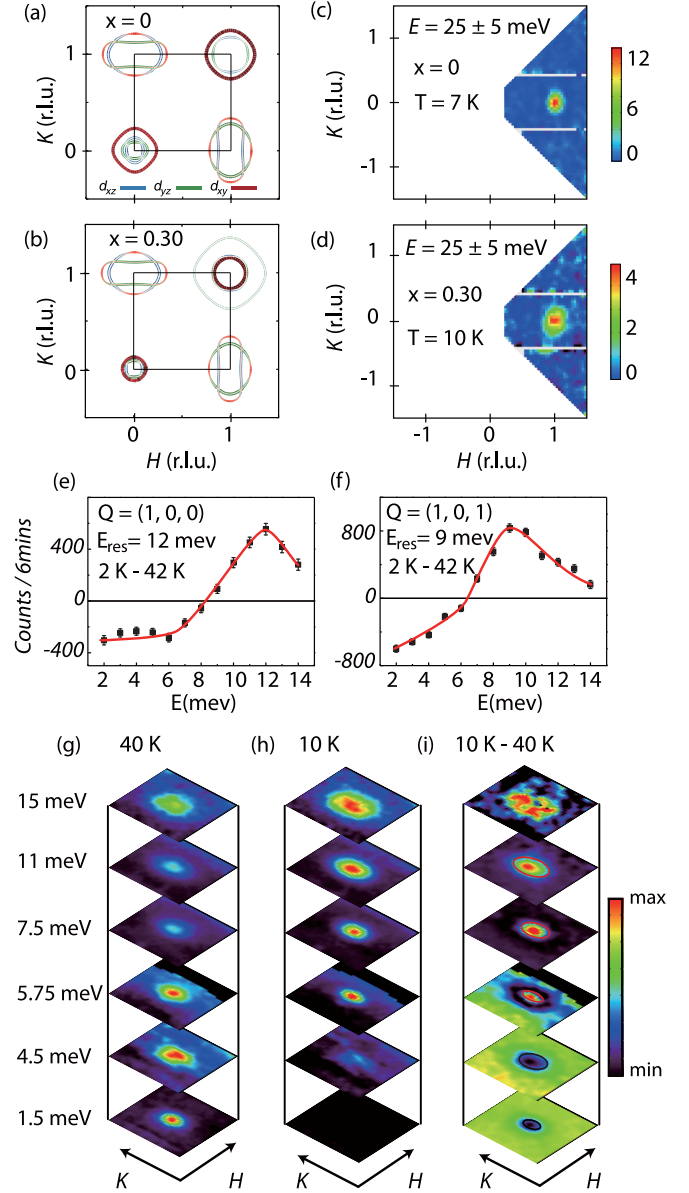 (a)
x = 0
K (r.l.u.)
1
0
dxz dyz dxy
(b)
x = 0.30
K (r.l.u.)
1
0
0 1
H (r.l.u.)
(c)
E = 25 ± 5 meV
x = 0
T = 7 K
K (r.l.u.)
1
0
-1
12
6
0
(d)
E = 25 ± 5 meV
x = 0.30
T = 10 K
K (r.l.u.)
1
0
-1
4
2
0
-1 0 1
H (r.l.u.)
(e)
Q = (1, 0, 0)
Eres= 12 mev
2 K - 42 K
Counts / 6mins
400
0
-400
2 4 6 8 10 12 14
E(mev)
(f)
Q = (1, 0, 1)
Eres= 9 mev
2 K - 42 K
800
0
-800
2 4 6 8 10 12 14
E(mev)
(g) 40 K (h) 10 K (i) 10 K - 40 K
15 meV
11 meV
7.5 meV
5.75 meV
4.5 meV
1.5 meV
max
min
K H K H K H